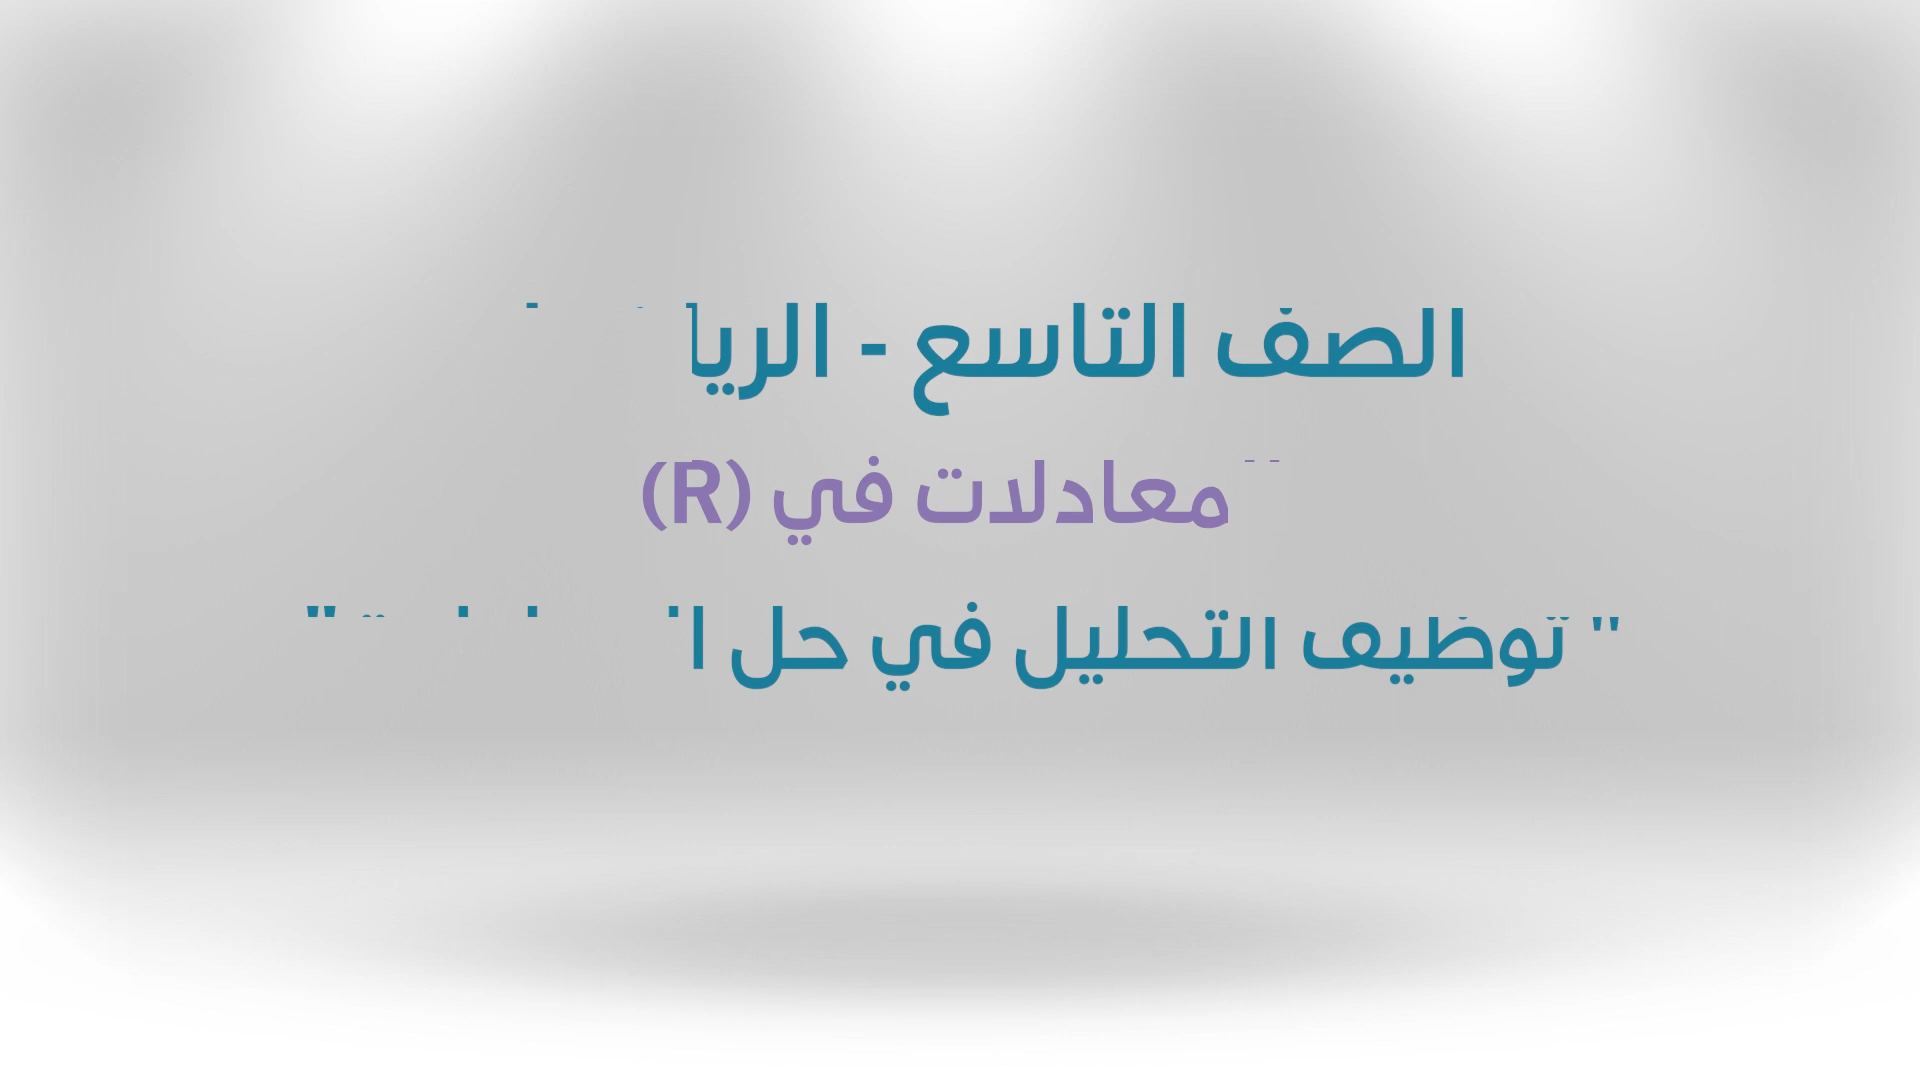 الصف التاسع - الريا
معادلات في (R)
" توظيف التحليل في حل ا "